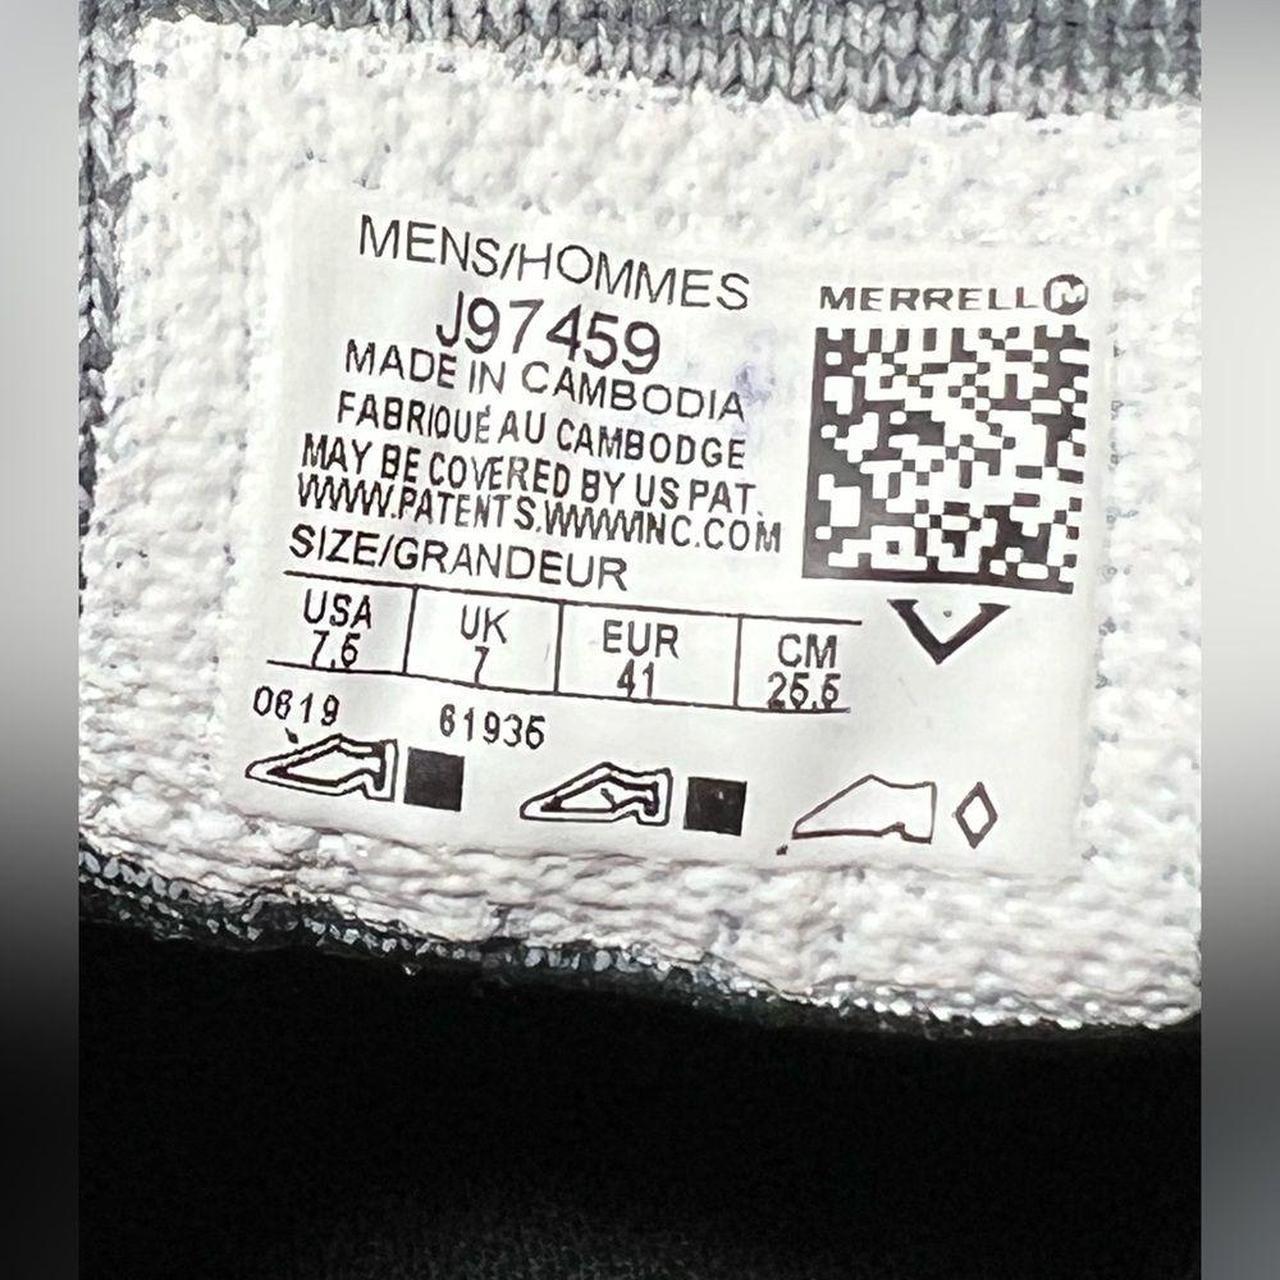 MENS/HOMMES
J97459
MADE IN CAMBODIA
FABRIQUÉ AU CAMBODGE
MAY BE COVERED BY US PAT.
WWW.PATENTS.WWWINC.COM
SIZE/GRANDEUR
USA UK EUR CM
7.5 7 41 25.5
0619 61935
MERRELL